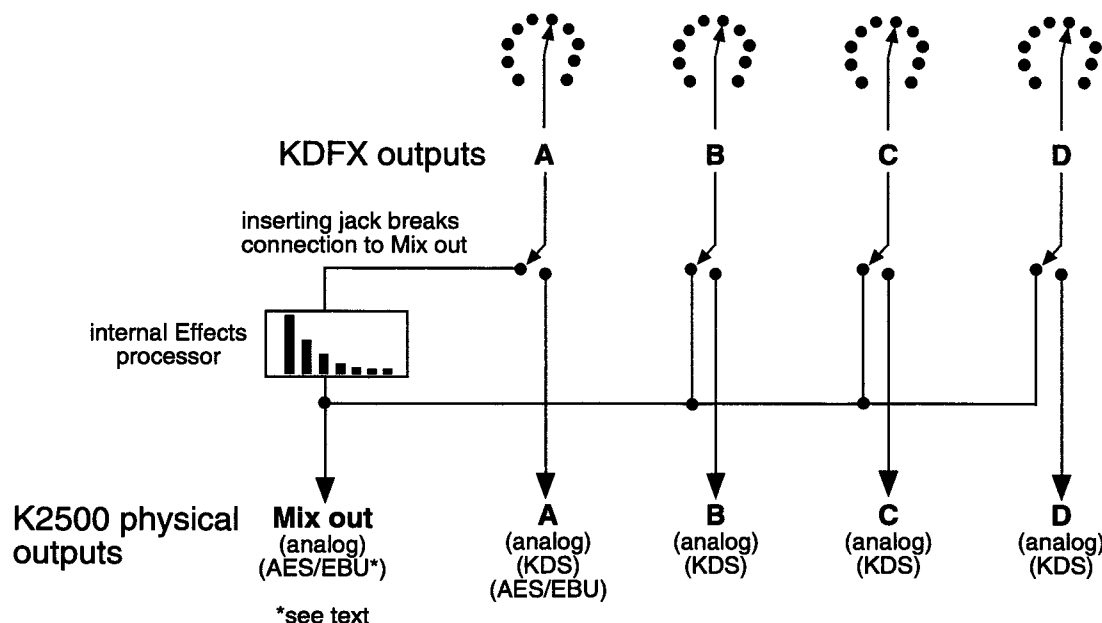 KDFX outputs A B C D
inserting jack breaks
connection to Mix out
internal Effects
processor
K2500 physical
outputs
Mix out
(analog)
(AES/EBU*)
*see text
A
(analog)
(KDS)
(AES/EBU)
B
(analog)
(KDS)
C
(analog)
(KDS)
D
(analog)
(KDS)